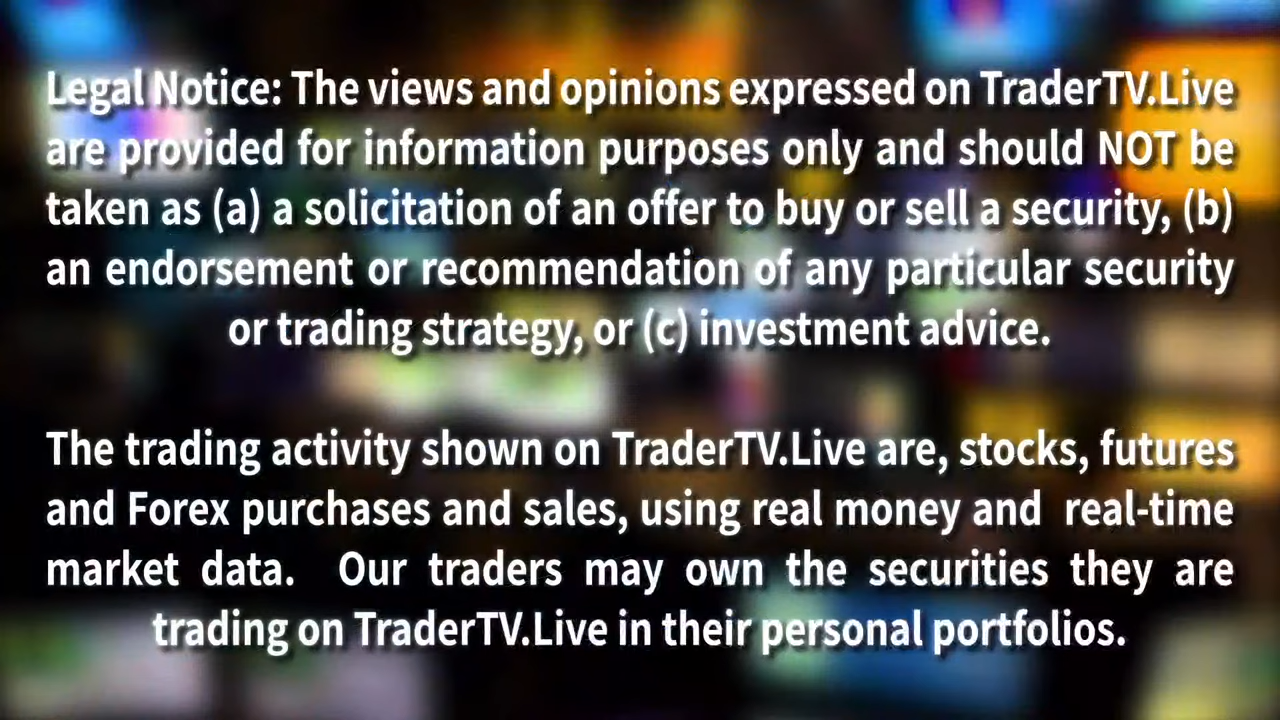 Legal Notice: The views and opinions expressed on TraderTV.Live
are provided for information purposes only and should NOT be
taken as (a) a solicitation of an offer to buy or sell a security, (b)
an endorsement or recommendation of any particular security
or trading strategy, or (c) investment advice.
The trading activity shown on TraderTV.Live are, stocks, futures
and Forex purchases and sales, using real money and  real-time
market data.  Our traders may own the securities they are
trading on TraderTV.Live in their personal portfolios.